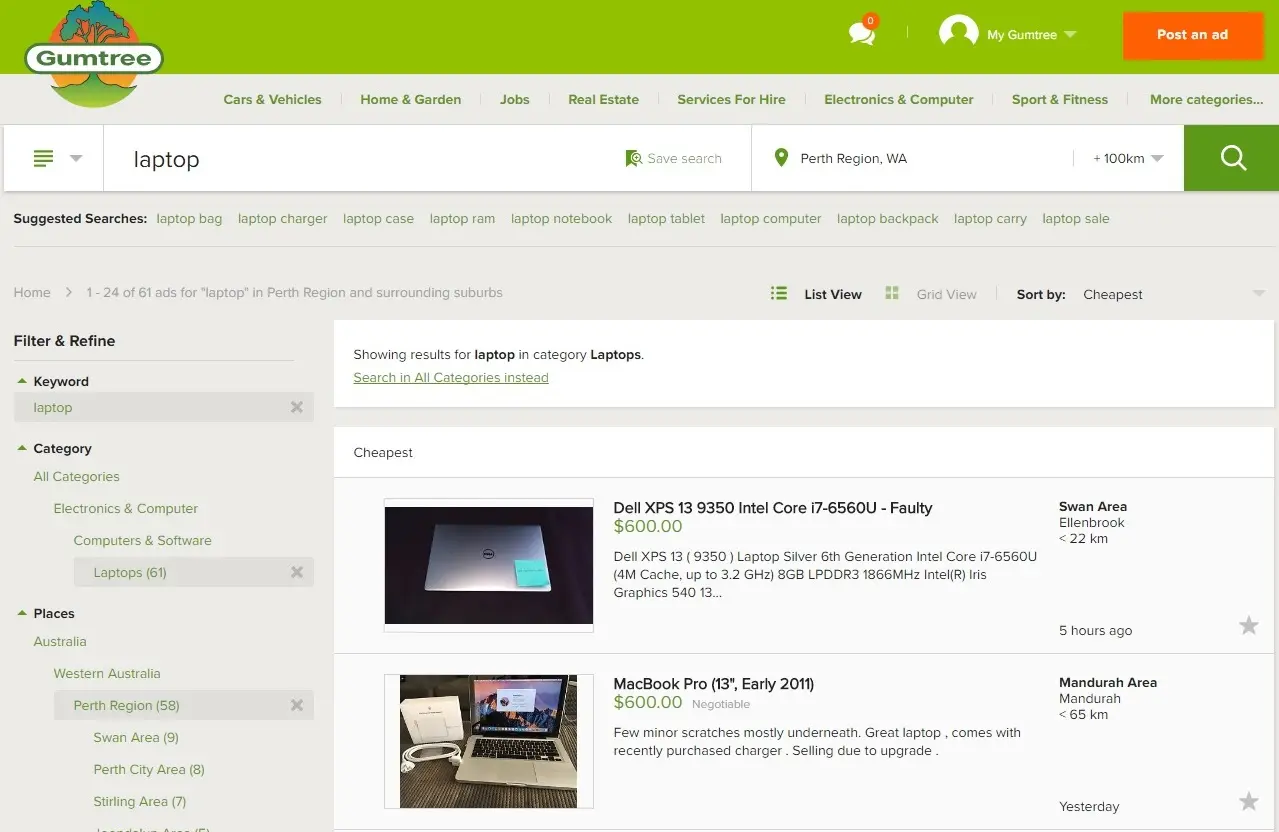 Gumtree
0
My Gumtree
Post an ad
Cars & Vehicles
Home & Garden
Jobs
Real Estate
Services For Hire
Electronics & Computer
Sport & Fitness
More categories...
laptop
Save search
Perth Region, WA
+ 100km
Suggested Searches: laptop bag laptop charger laptop case laptop ram laptop notebook laptop tablet laptop computer laptop backpack laptop carry laptop sale
Home > 1 - 24 of 61 ads for "laptop" in Perth Region and surrounding suburbs
List View
Grid View
Sort by: Cheapest
Filter & Refine
Keyword
laptop
Category
All Categories
Electronics & Computer
Computers & Software
Laptops (61)
Places
Australia
Western Australia
Perth Region (58)
Swan Area (9)
Perth City Area (8)
Stirling Area (7)
Showing results for laptop in category Laptops.
Search in All Categories instead
Cheapest
Dell XPS 13 9350 Intel Core i7-6560U - Faulty
$600.00
Dell XPS 13 ( 9350 ) Laptop Silver 6th Generation Intel Core i7-6560U
(4M Cache, up to 3.2 GHz) 8GB LPDDR3 1866MHz Intel(R) Iris
Graphics 540 13...
Swan Area
Ellenbrook
< 22 km
5 hours ago
MacBook Pro (13", Early 2011)
$600.00 Negotiable
Few minor scratches mostly underneath. Great laptop , comes with
recently purchased charger . Selling due to upgrade .
Mandurah Area
Mandurah
< 65 km
Yesterday